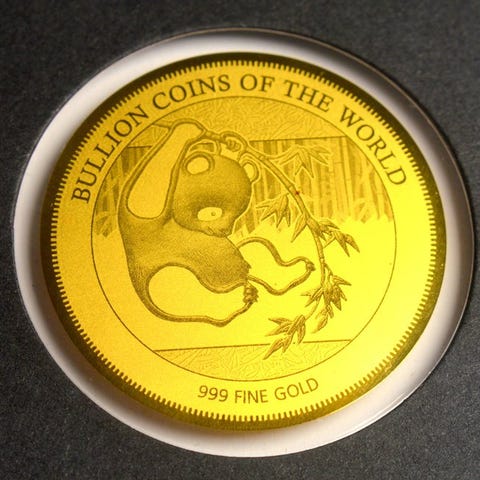 BULLION COINS OF THE WORLD
999 FINE GOLD